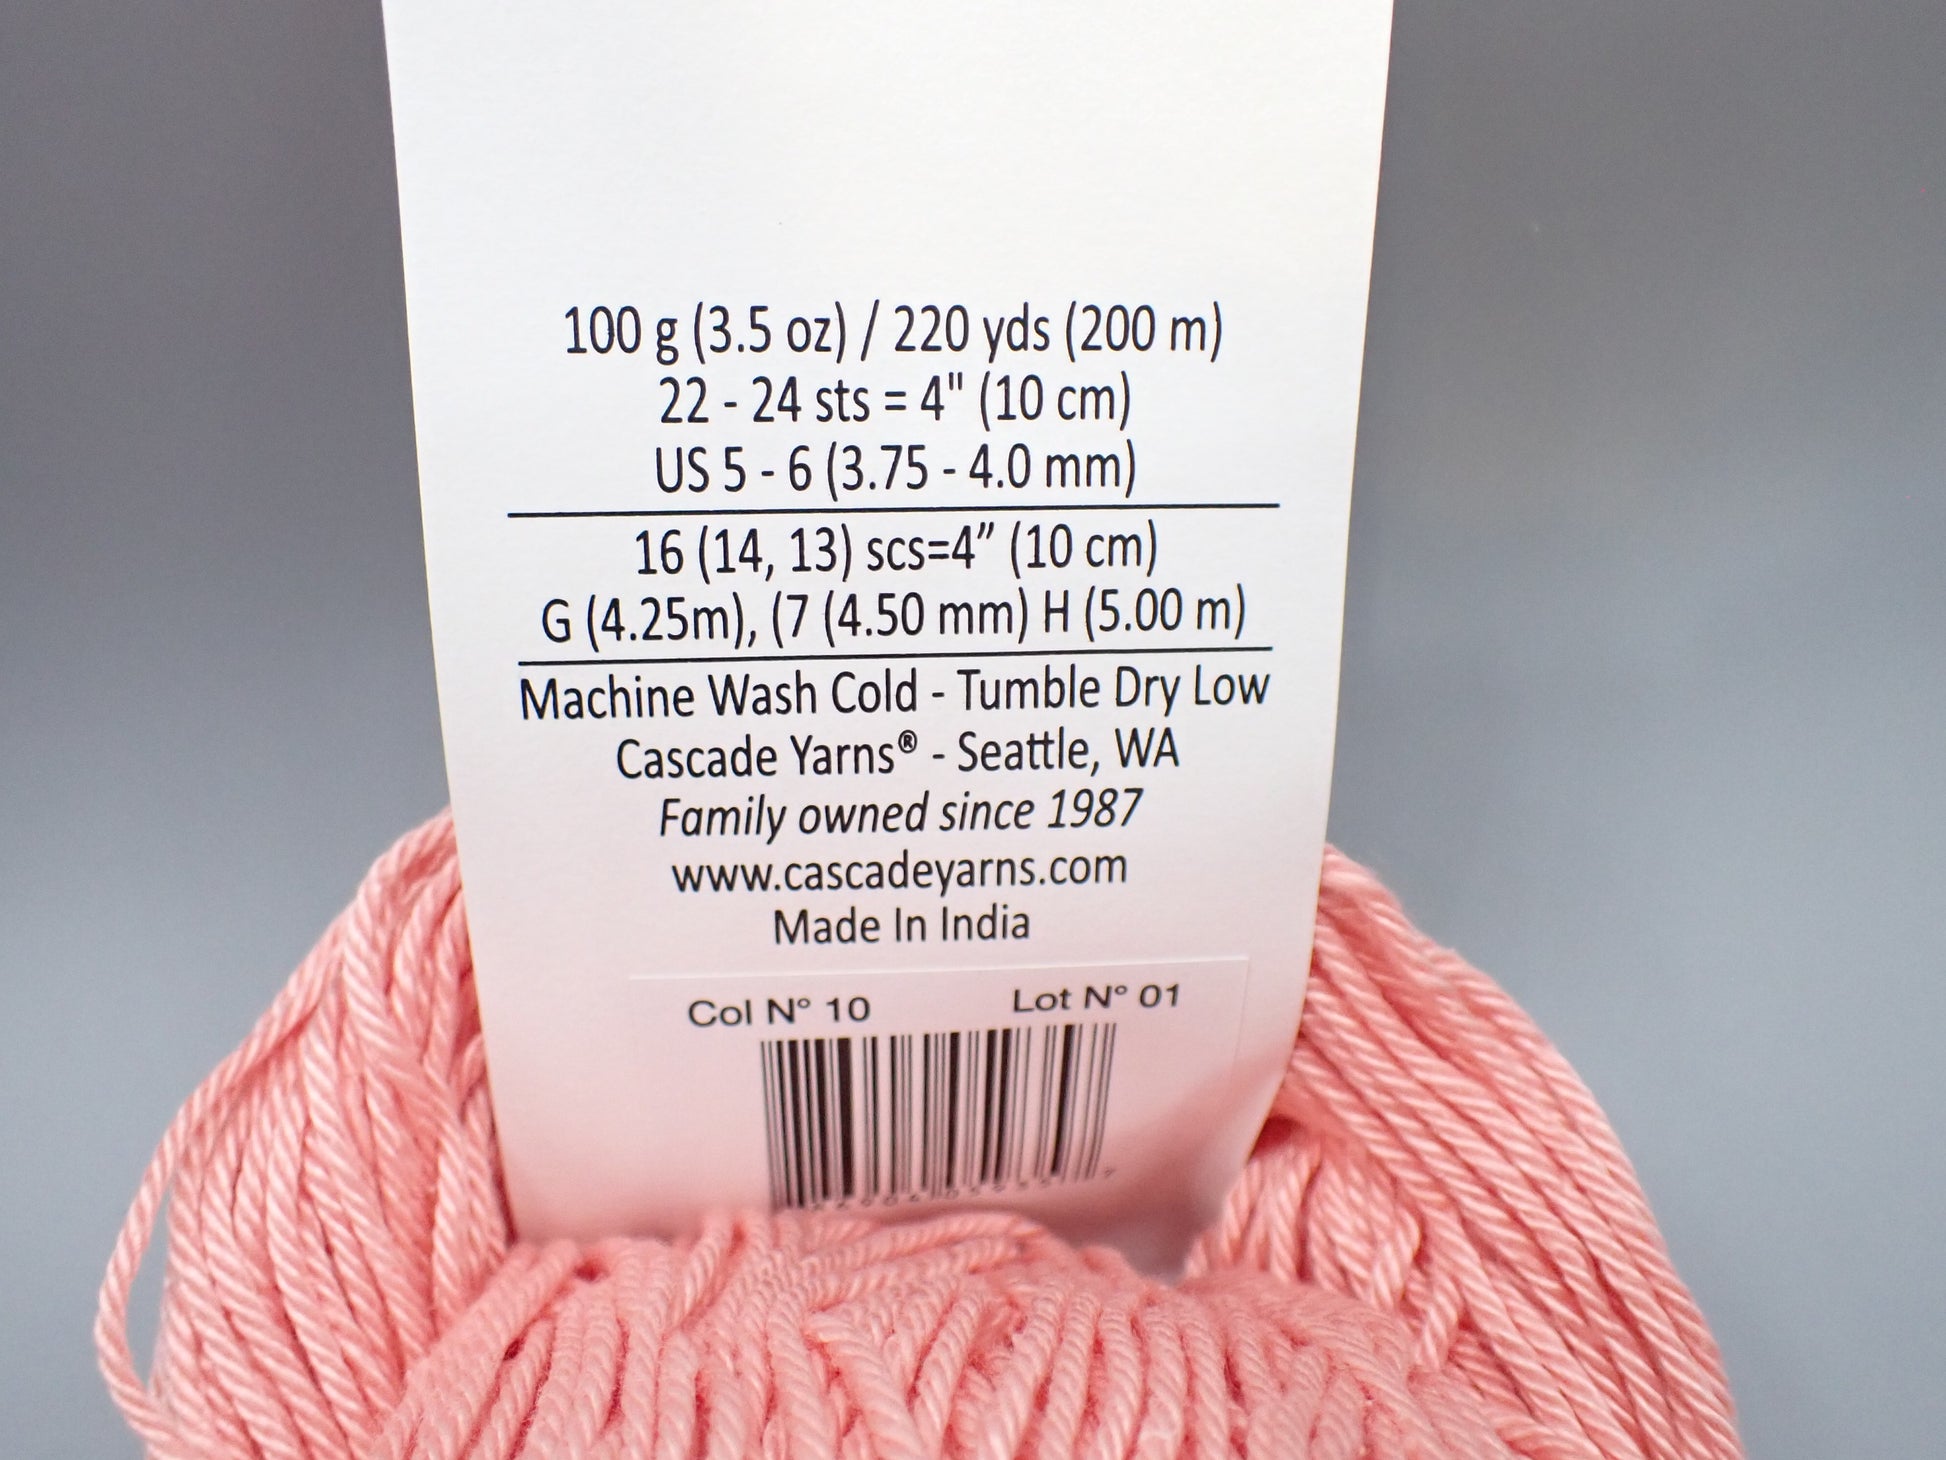 100 g (3.5 oz) / 220 yds (200 m)
22 - 24 sts = 4" (10 cm)
US 5 - 6 (3.75 - 4.0 mm)
16 (14, 13) scs=4” (10 cm)
G (4.25m), (7 (4.50 mm) H (5.00 m)
Machine Wash Cold - Tumble Dry Low
Cascade Yarns® - Seattle, WA
Family owned since 1987
www.cascadeyarns.com
Made In India
Col N° 10 Lot N° 01